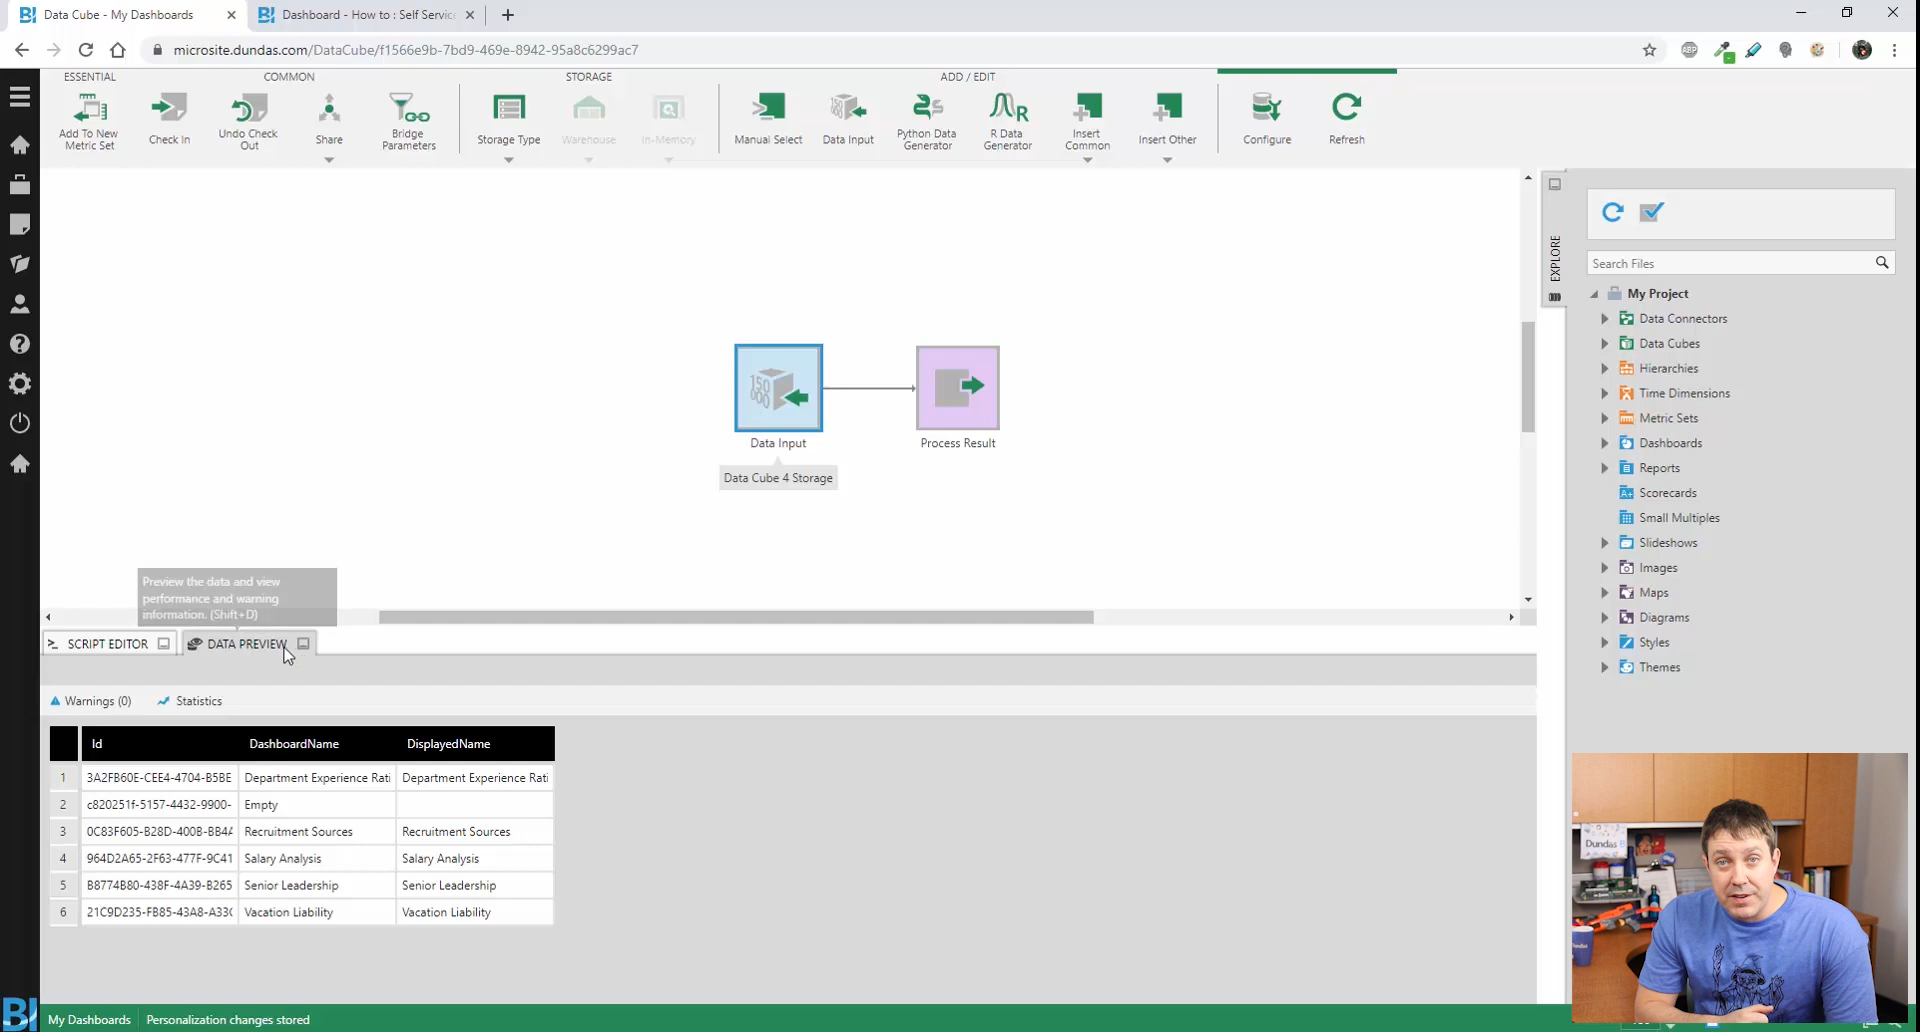 Data Cube - My Dashboards
Dashboard - How to : Self Service
microsite.dundas.com/DataCube/f1566e9b-7bd9-469e-8942-95a8c6299ac7
ABP
ESSENTIAL
COMMON
STORAGE
ADD / EDIT
Add To New
Metric Set
Check In
Undo Check
Out
Share
Bridge
Parameters
Storage Type
Warehouse
In-Memory
Manual Select
Data Input
Python Data
Generator
R Data
Generator
Insert
Common
Insert Other
Configure
Refresh
EXPLORE
Search Files
My Project
Data Connectors
Data Cubes
Hierarchies
Time Dimensions
Metric Sets
Dashboards
Reports
Scorecards
Small Multiples
Slideshows
Images
Maps
Diagrams
Styles
Themes
150
000
Data Input
Process Result
Data Cube 4 Storage
Preview the data and view
performance and warning
information. (Shift+D)
SCRIPT EDITOR
DATA PREVIEW
Warnings (0)
Statistics
Id DashboardName DisplayedName
1 3A2FB60E-CEE4-4704-B5BE Department Experience Rati Department Experience Rati
2 c820251f-5157-4432-9900- Empty
3 0C83F605-B28D-400B-BB4A Recruitment Sources Recruitment Sources
4 964D2A65-2F63-477F-9C41 Salary Analysis Salary Analysis
5 B8774B80-438F-4A39-B265 Senior Leadership Senior Leadership
6 21C9D235-FB85-43A8-A33C Vacation Liability Vacation Liability
Dundas B
BI
My Dashboards
Personalization changes stored